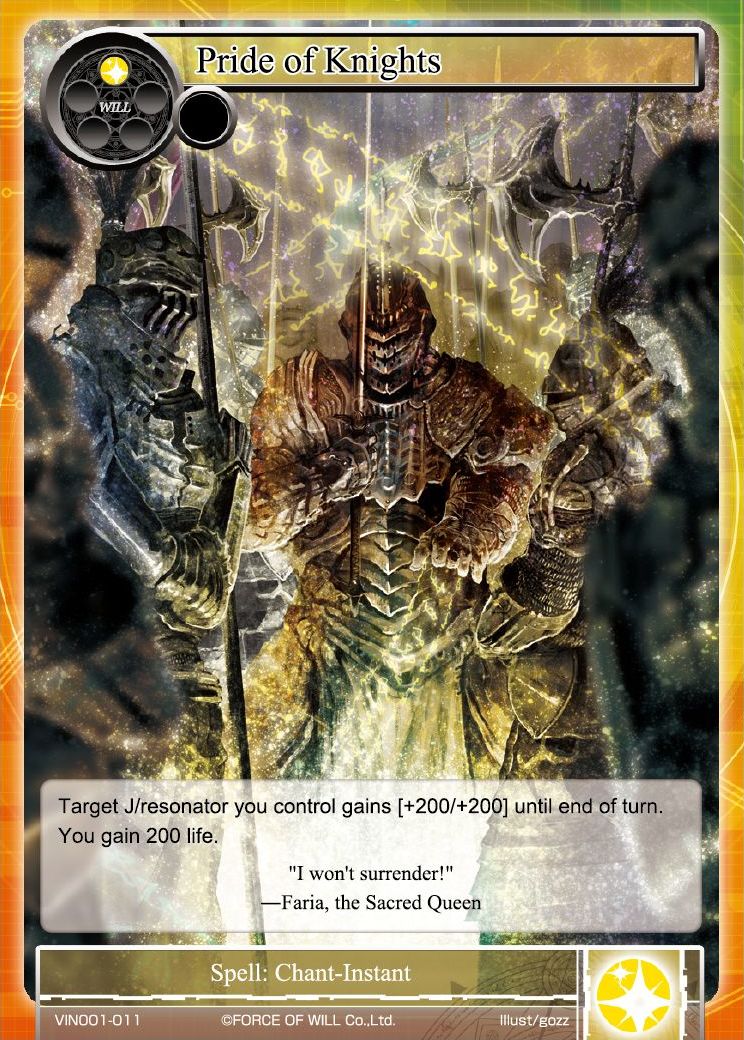 Pride of Knights
WILL
Target J/resonator you control gains [+200/+200] until end of turn.
You gain 200 life.
"I won't surrender!"
—Faria, the Sacred Queen
Spell: Chant-Instant
VIN001-011 ©FORCE OF WILL Co.,Ltd. Illust/gozz